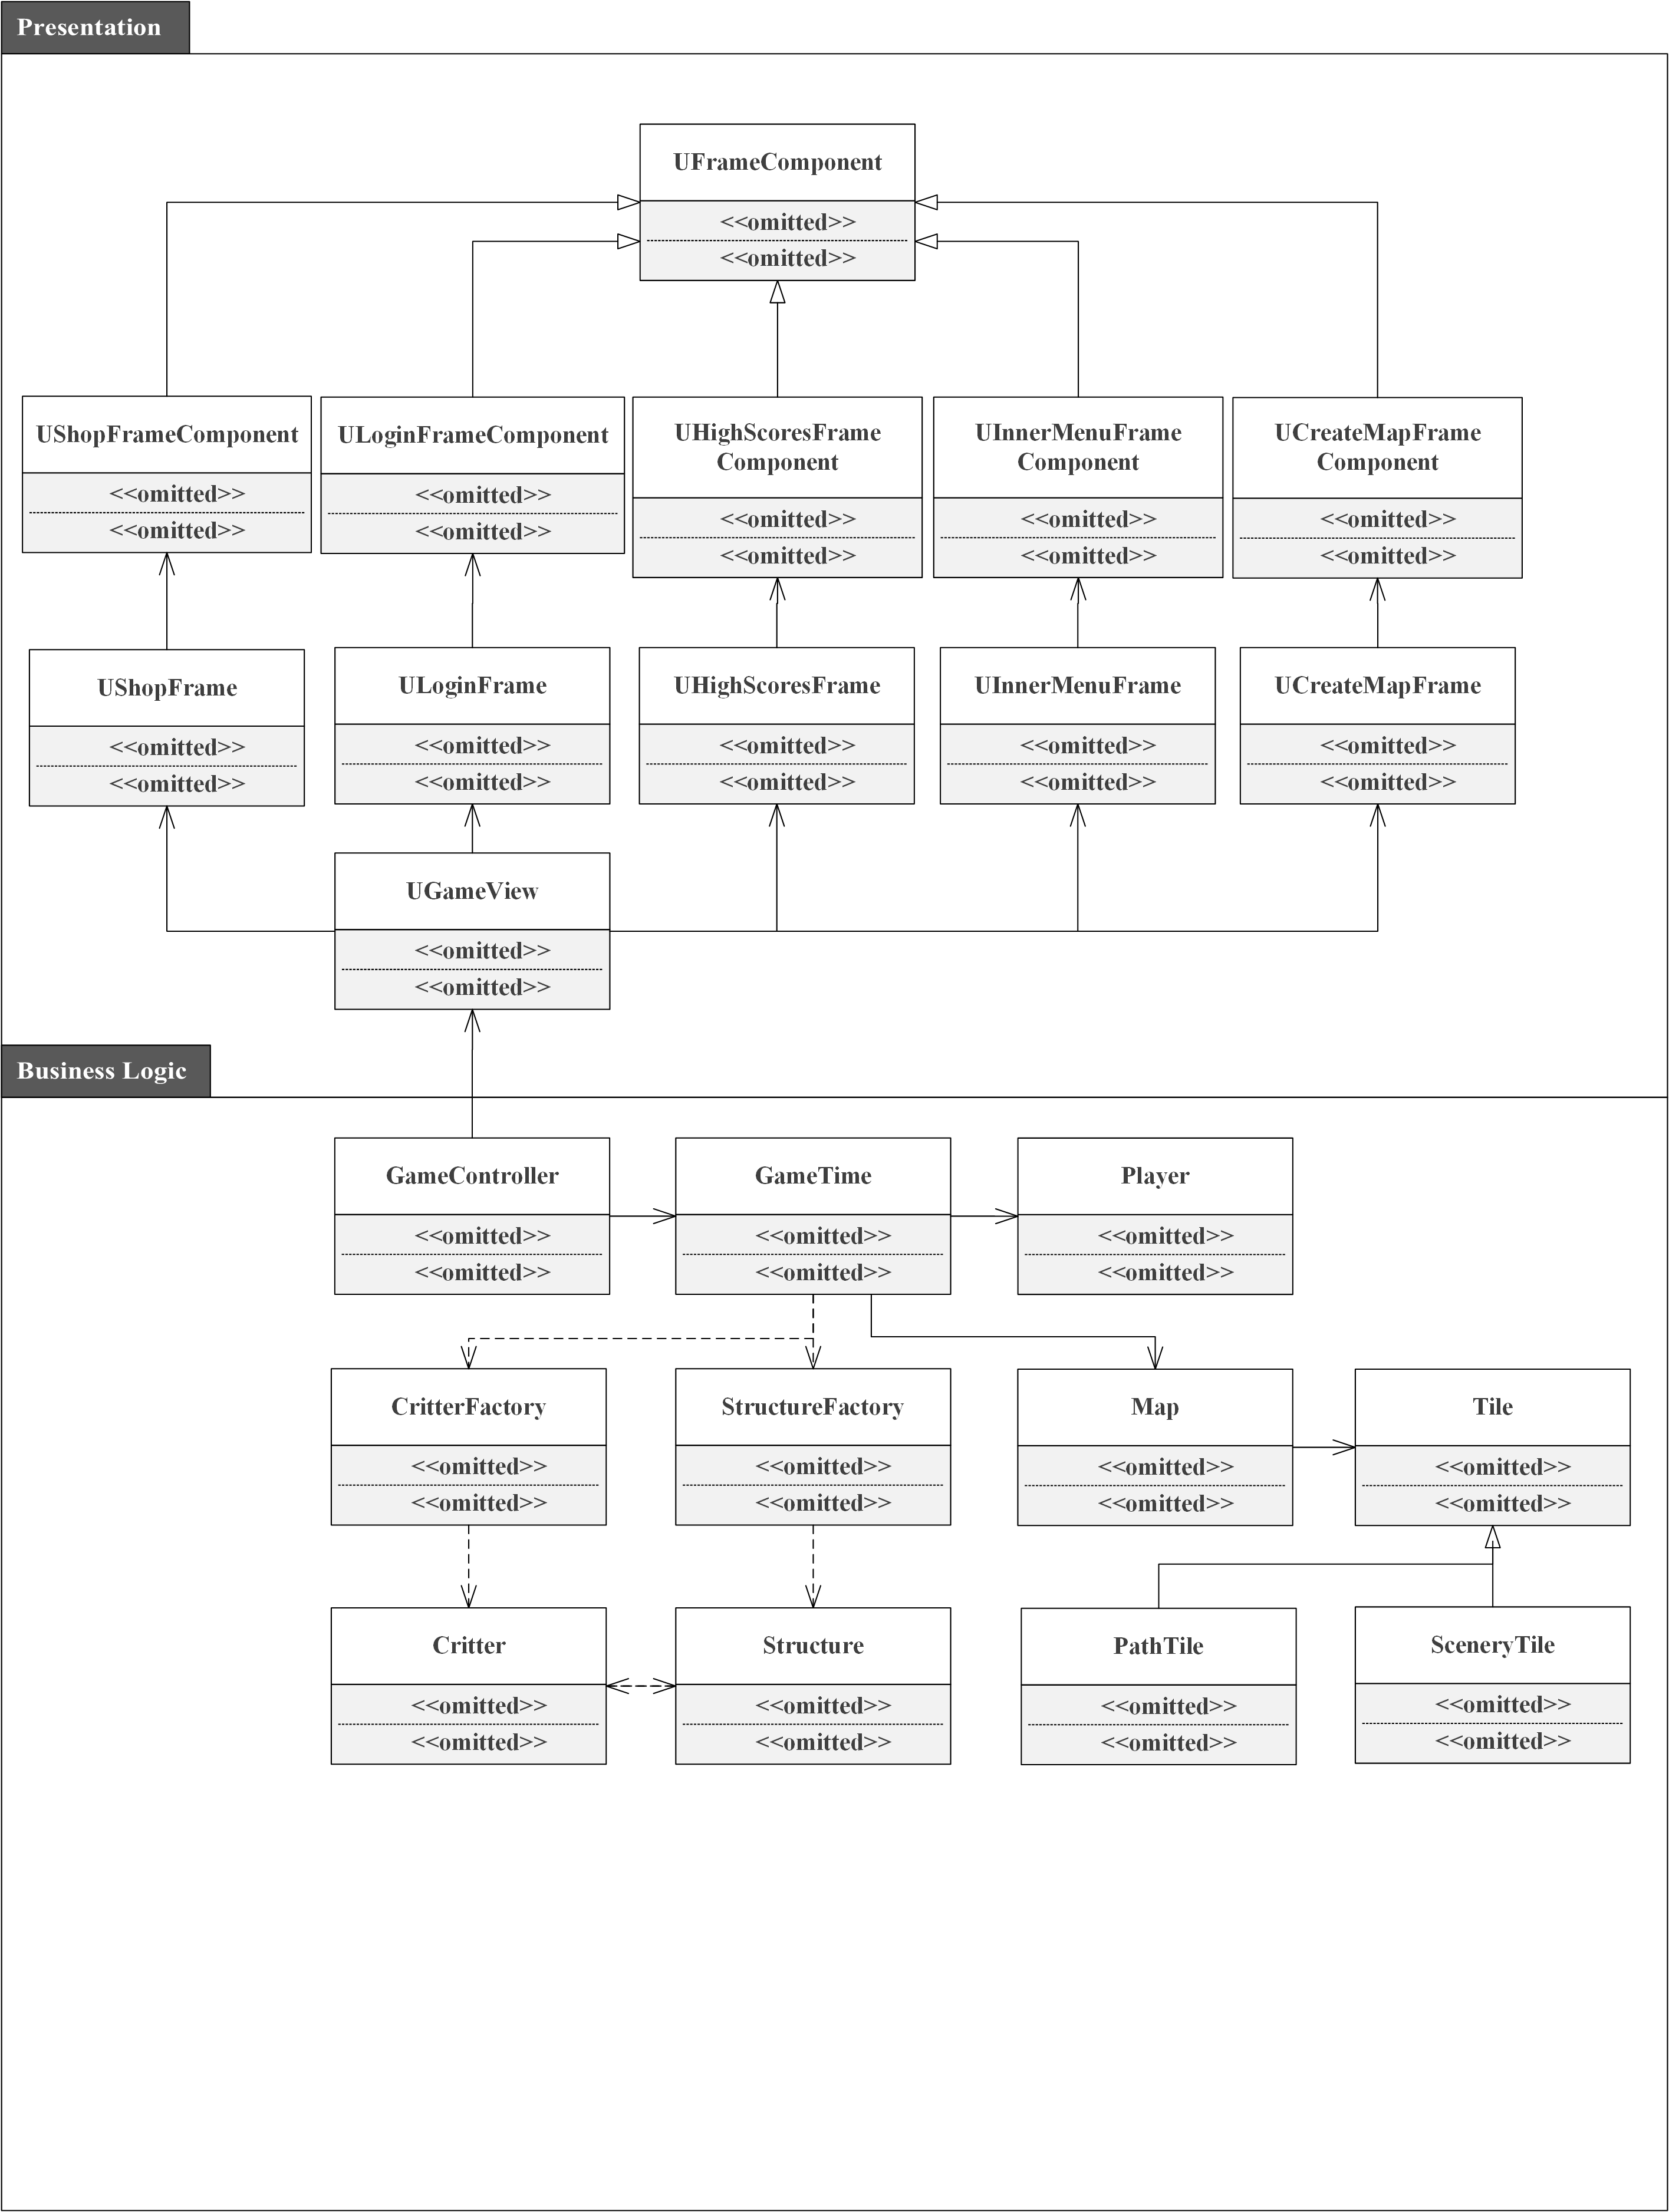 Presentation
UFrameComponent
<<omitted>>
<<omitted>>
UShopFrameComponent
<<omitted>>
<<omitted>>
ULoginFrameComponent
<<omitted>>
<<omitted>>
UHighScoresFrame
Component
<<omitted>>
<<omitted>>
UInnerMenuFrame
Component
<<omitted>>
<<omitted>>
UCreateMapFrame
Component
<<omitted>>
<<omitted>>
UShopFrame
<<omitted>>
<<omitted>>
ULoginFrame
<<omitted>>
<<omitted>>
UHighScoresFrame
<<omitted>>
<<omitted>>
UInnerMenuFrame
<<omitted>>
<<omitted>>
UCreateMapFrame
<<omitted>>
<<omitted>>
UGameView
<<omitted>>
<<omitted>>
Business Logic
GameController
<<omitted>>
<<omitted>>
GameTime
<<omitted>>
<<omitted>>
Player
<<omitted>>
<<omitted>>
CritterFactory
<<omitted>>
<<omitted>>
StructureFactory
<<omitted>>
<<omitted>>
Map
<<omitted>>
<<omitted>>
Tile
<<omitted>>
<<omitted>>
Critter
<<omitted>>
<<omitted>>
Structure
<<omitted>>
<<omitted>>
PathTile
<<omitted>>
<<omitted>>
SceneryTile
<<omitted>>
<<omitted>>